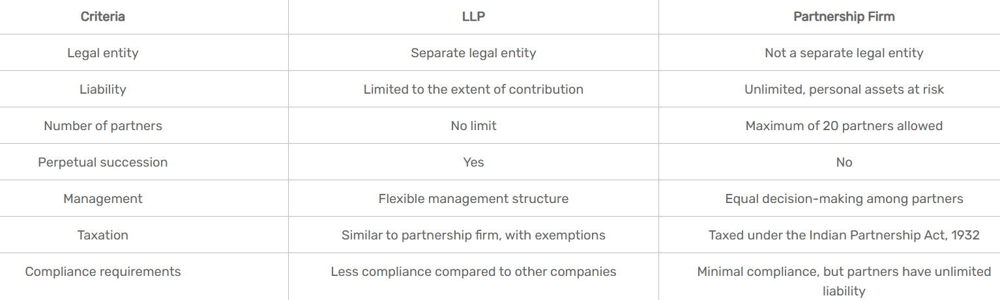 Criteria LLP Partnership Firm
Legal entity Separate legal entity Not a separate legal entity
Liability Limited to the extent of contribution Unlimited, personal assets at risk
Number of partners No limit Maximum of 20 partners allowed
Perpetual succession Yes No
Management Flexible management structure Equal decision-making among partners
Taxation Similar to partnership firm, with exemptions Taxed under the Indian Partnership Act, 1932
Compliance requirements Less compliance compared to other companies Minimal compliance, but partners have unlimited
liability